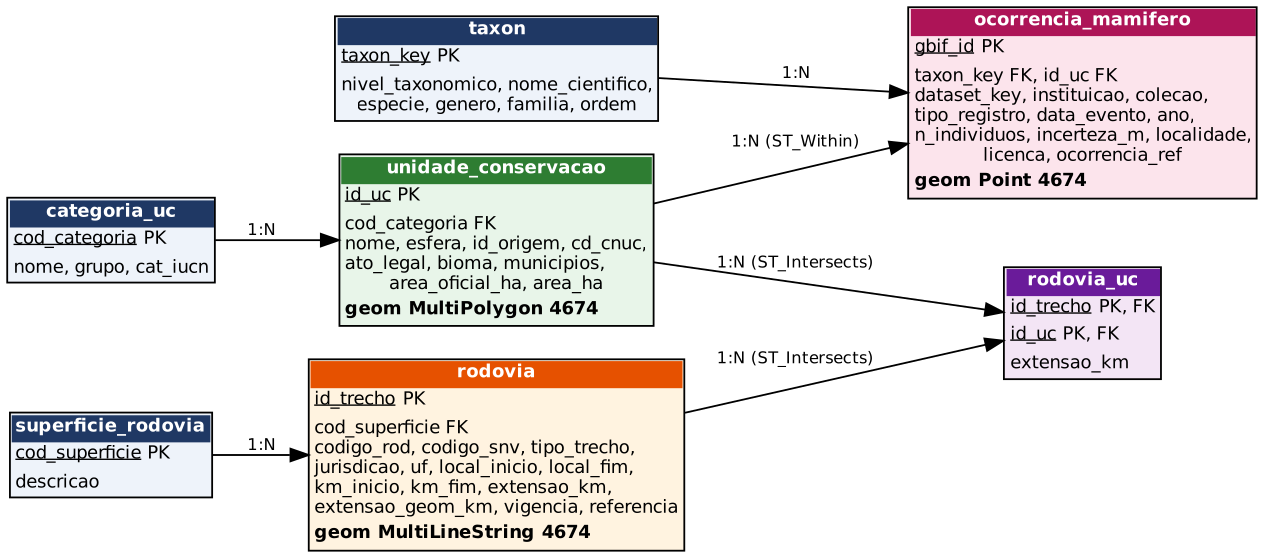 taxon
taxon_key PK
nivel_taxonomico, nome_cientifico,
especie, genero, familia, ordem
1:N
ocorrencia_mamifero
gbif_id PK
taxon_key FK, id_uc FK
dataset_key, instituicao, colecao,
tipo_registro, data_evento, ano,
n_individuos, incerteza_m, localidade,
licenca, ocorrencia_ref
geom Point 4674
1:N (ST_Within)
categoria_uc
cod_categoria PK
nome, grupo, cat_iucn
1:N
unidade_conservacao
id_uc PK
cod_categoria FK
nome, esfera, id_origem, cd_cnuc,
ato_legal, bioma, municipios,
area_oficial_ha, area_ha
geom MultiPolygon 4674
1:N (ST_Intersects)
rodovia_uc
id_trecho PK, FK
id_uc PK, FK
extensao_km
1:N (ST_Intersects)
superficie_rodovia
cod_superficie PK
descricao
1:N
rodovia
id_trecho PK
cod_superficie FK
codigo_rod, codigo_snv, tipo_trecho,
jurisdicao, uf, local_inicio, local_fim,
km_inicio, km_fim, extensao_km,
extensao_geom_km, vigencia, referencia
geom MultiLineString 4674